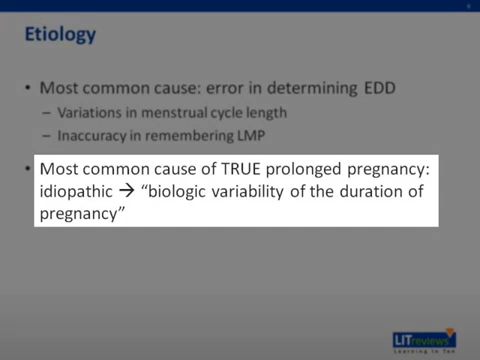 Etiology
• Most common cause: error in determining EDD
– Variations in menstrual cycle length
– Inaccuracy in remembering LMP
• Most common cause of TRUE prolonged pregnancy:
idiopathic → “biologic variability of the duration of
pregnancy”
LITreviews
Learning in Ten